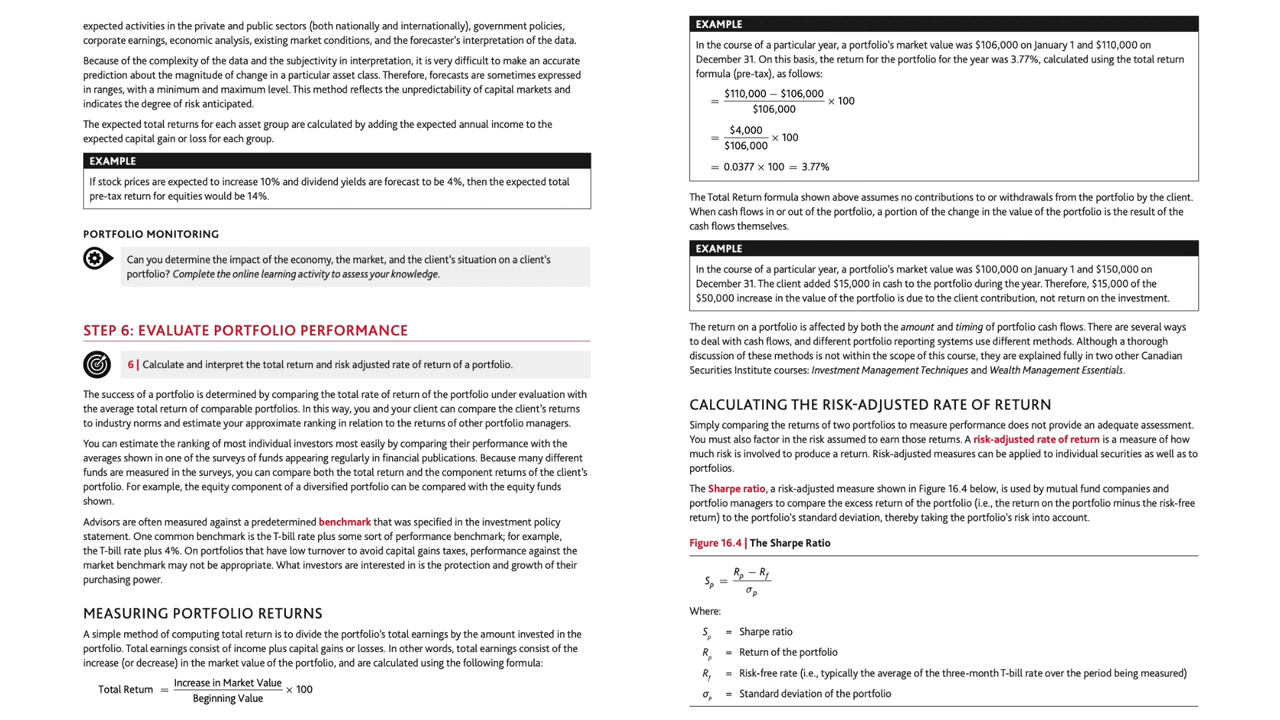 expected activities in the private and public sectors (both nationally and internationally), government policies,
corporate earnings, economic analysis, existing market conditions, and the forecaster's interpretation of the data.
Because of the complexity of the data and the subjectivity in interpretation, it is very difficult to make an accurate
prediction about the magnitude of change in a particular asset class. Therefore, forecasts are sometimes expressed
in ranges, with a minimum and maximum level. This method reflects the unpredictability of capital markets and
indicates the degree of risk anticipated.
The expected total returns for each asset group are calculated by adding the expected annual income to the
expected capital gain or loss for each group.
EXAMPLE
If stock prices are expected to increase 10% and dividend yields are forecast to be 4%, then the expected total
pre-tax return for equities would be 14%.
PORTFOLIO MONITORING
Can you determine the impact of the economy, the market, and the client's situation on a client's
portfolio? Complete the online learning activity to assess your knowledge.
STEP 6: EVALUATE PORTFOLIO PERFORMANCE
6 | Calculate and interpret the total return and risk adjusted rate of return of a portfolio.
The success of a portfolio is determined by comparing the total rate of return of the portfolio under evaluation with
the average total return of comparable portfolios. In this way, you and your client can compare the client's returns
to industry norms and estimate your approximate ranking in relation to the returns of other portfolio managers.
You can estimate the ranking of most individual investors most easily by comparing their performance with the
averages shown in one of the surveys of funds appearing regularly in financial publications. Because many different
funds are measured in the surveys, you can compare both the total return and the component returns of the client's
portfolio. For example, the equity component of a diversified portfolio can be compared with the equity funds
shown.
Advisors are often measured against a predetermined benchmark that was specified in the investment policy
statement. One common benchmark is the T-bill rate plus some sort of performance benchmark; for example,
the T-bill rate plus 4%. On portfolios that have low turnover to avoid capital gains taxes, performance against the
market benchmark may not be appropriate. What investors are interested in is the protection and growth of their
purchasing power.
MEASURING PORTFOLIO RETURNS
A simple method of computing total return is to divide the portfolio's total earnings by the amount invested in the
portfolio. Total earnings consist of income plus capital gains or losses. In other words, total earnings consist of the
increase (or decrease) in the market value of the portfolio, and are calculated using the following formula:
Total Return = Increase in Market Value / Beginning Value × 100
EXAMPLE
In the course of a particular year, a portfolio's market value was $106,000 on January 1 and $110,000 on
December 31. On this basis, the return for the portfolio for the year was 3.77%, calculated using the total return
formula (pre-tax), as follows:
= $110,000 − $106,000 / $106,000 × 100
= $4,000 / $106,000 × 100
= 0.0377 × 100 = 3.77%
The Total Return formula shown above assumes no contributions to or withdrawals from the portfolio by the client.
When cash flows in or out of the portfolio, a portion of the change in the value of the portfolio is the result of the
cash flows themselves.
EXAMPLE
In the course of a particular year, a portfolio's market value was $100,000 on January 1 and $150,000 on
December 31. The client added $15,000 in cash to the portfolio during the year. Therefore, $15,000 of the
$50,000 increase in the value of the portfolio is due to the client contribution, not return on the investment.
The return on a portfolio is affected by both the amount and timing of portfolio cash flows. There are several ways
to deal with cash flows, and different portfolio reporting systems use different methods. Although a thorough
discussion of these methods is not within the scope of this course, they are explained fully in two other Canadian
Securities Institute courses: Investment Management Techniques and Wealth Management Essentials.
CALCULATING THE RISK-ADJUSTED RATE OF RETURN
Simply comparing the returns of two portfolios to measure performance does not provide an adequate assessment.
You must also factor in the risk assumed to earn those returns. A risk-adjusted rate of return is a measure of how
much risk is involved to produce a return. Risk-adjusted measures can be applied to individual securities as well as to
portfolios.
The Sharpe ratio, a risk-adjusted measure shown in Figure 16.4 below, is used by mutual fund companies and
portfolio managers to compare the excess return of the portfolio (i.e., the return on the portfolio minus the risk-free
return) to the portfolio's standard deviation, thereby taking the portfolio's risk into account.
Figure 16.4 | The Sharpe Ratio
Sp = Rp − Rf / σp
Where:
Sp = Sharpe ratio
Rp = Return of the portfolio
Rf = Risk-free rate (i.e., typically the average of the three-month T-bill rate over the period being measured)
σp = Standard deviation of the portfolio